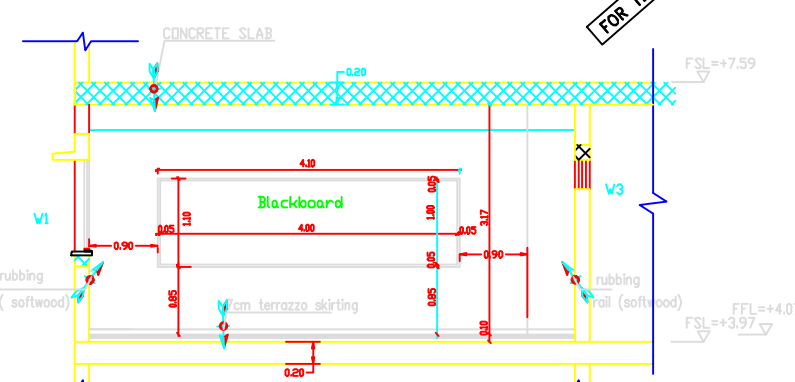 FOR
CONCRETE SLAB
0.20
FSL=+7.59
4.10
W1
Blackboard
W3
0.05
1.10
1.00
3.17
0.05
4.00
0.05
0.90
0.90
0.05
rubbing
( softwood)
rubbing
rail (softwood)
0.85
7cm terrazzo skirting
0.85
0.10
FSL=+3.97
FFL=+4.0
0.20